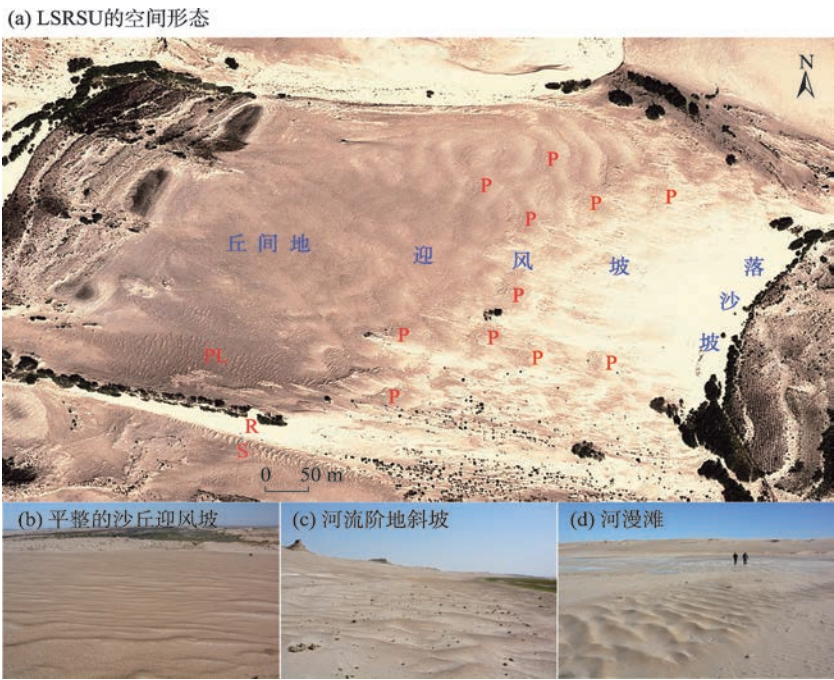 (a) LSRSU的空间形态
N
P
P
P
P
P
丘间地
迎
风
坡
落
沙
坡
P
P
P
PL
P
P
P
R
S
0 50 m
(b) 平整的沙丘迎风坡
(c) 河流阶地斜坡
(d) 河漫滩